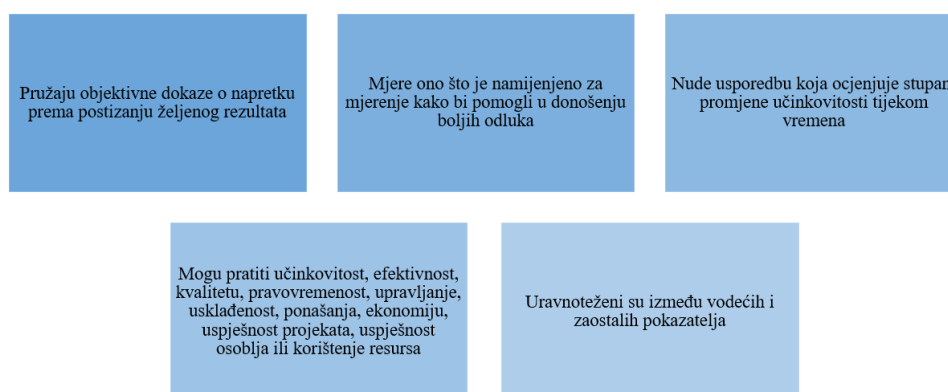 Pružaju objektivne dokaze o napretku
prema postizanju željenog rezultata
Mjere ono što je namijenjeno za
mjerenje kako bi pomogli u donošenju
boljih odluka
Nude usporedbu koja ocjenjuje stupanj
promjene učinkovitosti tijekom
vremena
Mogu pratiti učinkovitost, efektivnost,
kvalitetu, pravovremenost, upravljanje,
usklađenost, ponašanja, ekonomiju,
uspješnost projekata, uspješnost
osoblja ili korištenje resursa
Uravnoteženi su između vodećih i
zaostalih pokazatelja